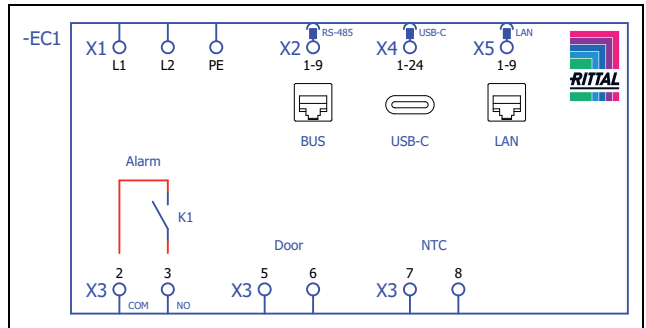 -EC1
X1 L1 L2 PE
X2 RS-485 1-9
X4 USB-C 1-24
X5 LAN 1-9
RITTAL
BUS USB-C LAN
Alarm
K1
Door NTC
X3 2 COM 3 NO
X3 5 6
X3 7 8